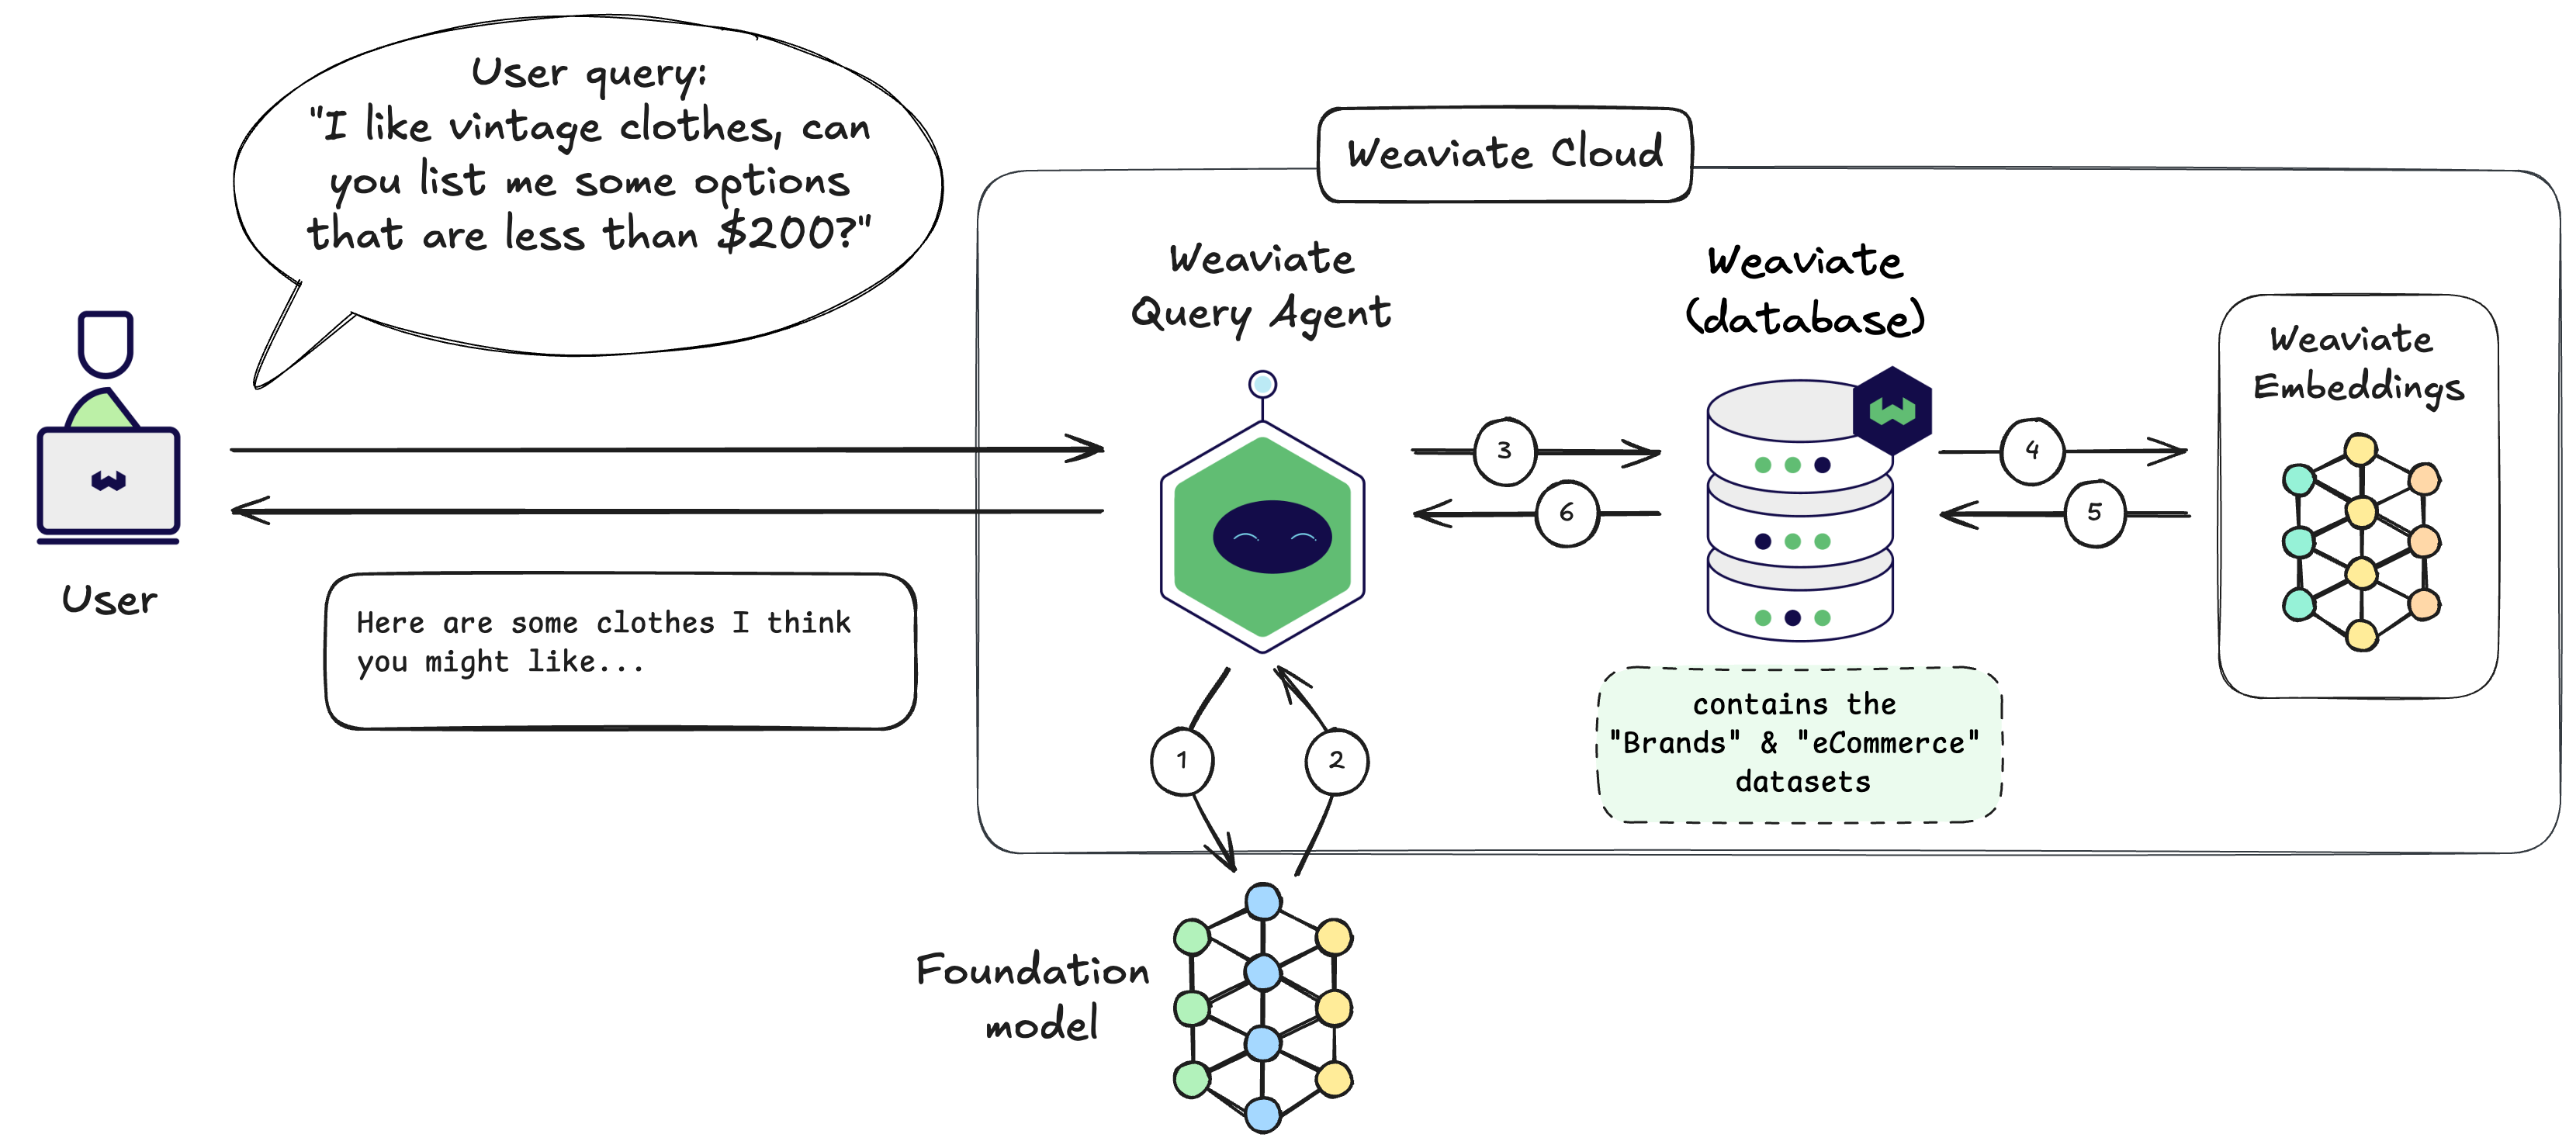 User query:
"I like vintage clothes, can
you list me some options
that are less than $200?"
Weaviate Cloud
Weaviate
Query Agent
Weaviate
(database)
Weaviate
Embeddings
3
4
6
5
User
Here are some clothes I think
you might like...
contains the
"Brands" & "eCommerce"
datasets
1
2
Foundation
model